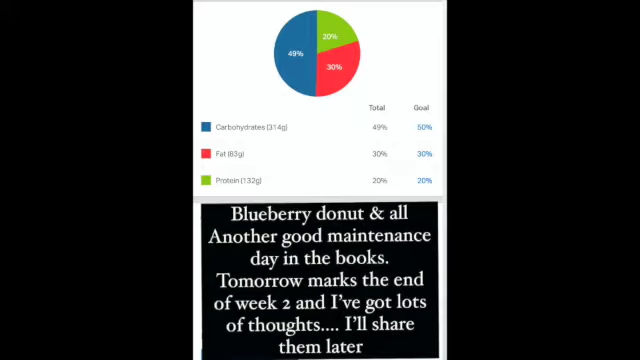 20%
49%
30%
Total Goal
Carbohydrates (314g) 49% 50%
Fat (83g) 30% 30%
Protein (132g) 20% 20%
Blueberry donut & all
Another good maintenance
day in the books.
Tomorrow marks the end
of week 2 and I've got lots
of thoughts.... I'll share
them later